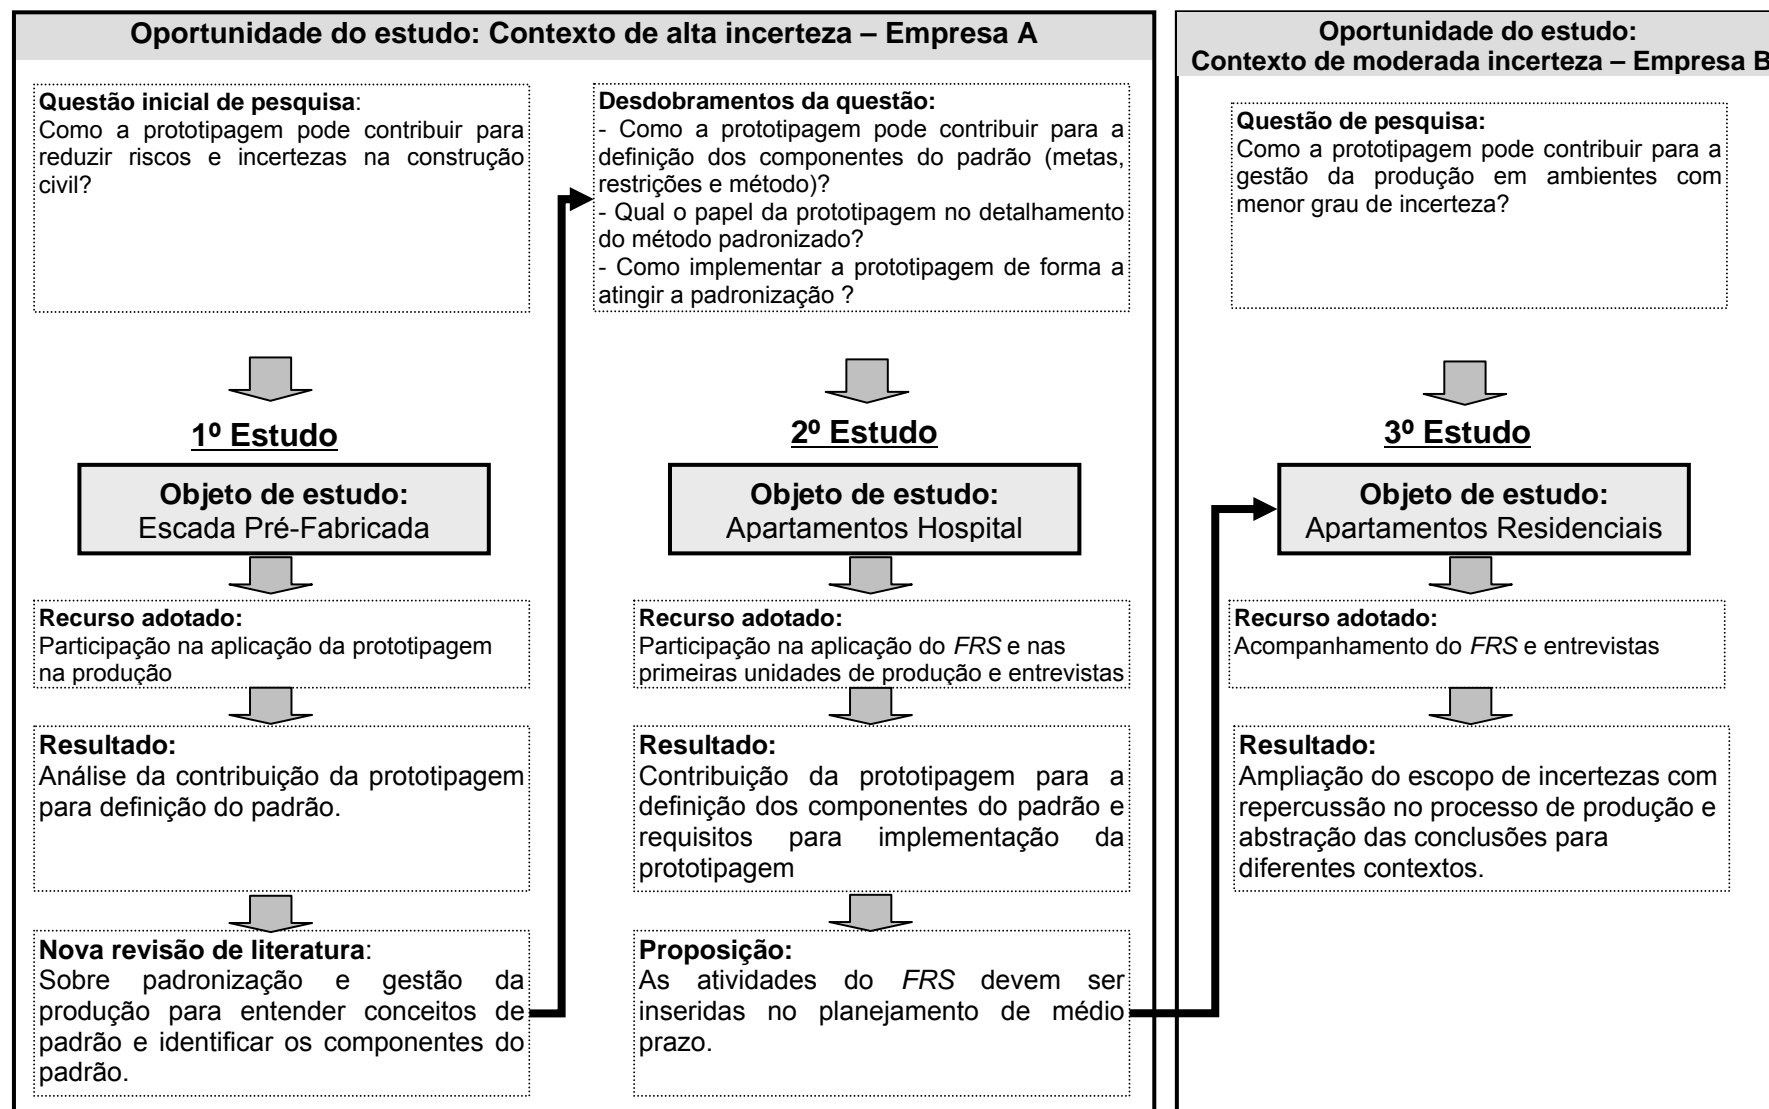 Oportunidade do estudo: Contexto de alta incerteza – Empresa A
Questão inicial de pesquisa:
Como a prototipagem pode contribuir para
reduzir riscos e incertezas na construção
civil?
1º Estudo
Objeto de estudo:
Escada Pré-Fabricada
Recurso adotado:
Participação na aplicação da prototipagem
na produção
Resultado:
Análise da contribuição da prototipagem
para definição do padrão.
Nova revisão de literatura:
Sobre padronização e gestão da
produção para entender conceitos de
padrão e identificar os componentes do
padrão.
Desdobramentos da questão:
- Como a prototipagem pode contribuir para a
definição dos componentes do padrão (metas,
restrições e método)?
- Qual o papel da prototipagem no detalhamento
do método padronizado?
- Como implementar a prototipagem de forma a
atingir a padronização ?
2º Estudo
Objeto de estudo:
Apartamentos Hospital
Recurso adotado:
Participação na aplicação do FRS e nas
primeiras unidades de produção e entrevistas
Resultado:
Contribuição da prototipagem para a
definição dos componentes do padrão e
requisitos para implementação da
prototipagem
Proposição:
As atividades do FRS devem ser
inseridas no planejamento de médio
prazo.
Oportunidade do estudo:
Contexto de moderada incerteza – Empresa B
Questão de pesquisa:
Como a prototipagem pode contribuir para a
gestão da produção em ambientes com
menor grau de incerteza?
3º Estudo
Objeto de estudo:
Apartamentos Residenciais
Recurso adotado:
Acompanhamento do FRS e entrevistas
Resultado:
Ampliação do escopo de incertezas com
repercussão no processo de produção e
abstração das conclusões para
diferentes contextos.